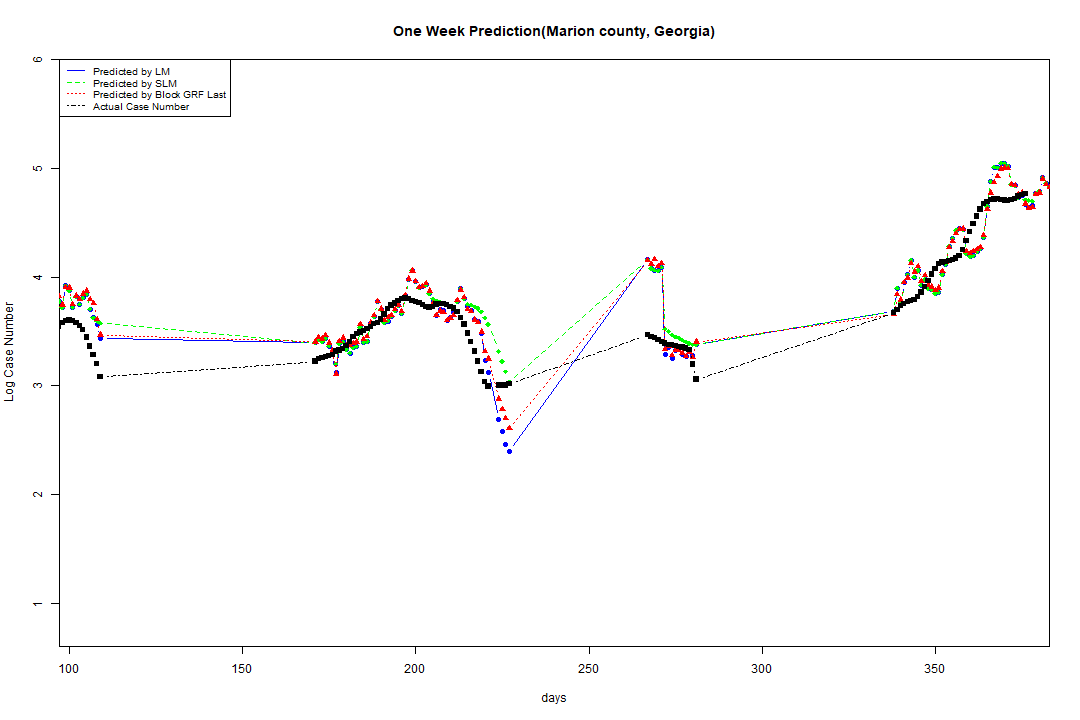 One Week Prediction(Marion county, Georgia)
Predicted by LM
Predicted by SLM
Predicted by Block GRF Last
Actual Case Number
Log Case Number
6
5
4
3
2
1
100 150 200 250 300 350
days